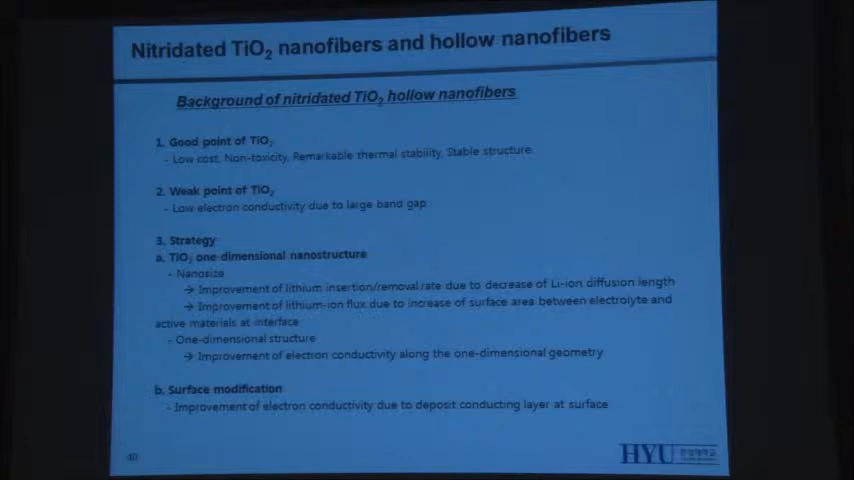 Nitridated TiO₂ nanofibers and hollow nanofibers
Background of nitridated TiO₂ hollow nanofibers
1. Good point of TiO₂
- Low cost, Non-toxicity, Remarkable thermal stability, Stable structure
2. Weak point of TiO₂
- Low electron conductivity due to large band gap
3. Strategy
a. TiO₂ one-dimensional nanostructure
- Nanosize
→ Improvement of lithium insertion/removal rate due to decrease of Li-ion diffusion length
→ Improvement of lithium-ion flux due to increase of surface area between electrolyte and
active materials at interface
- One-dimensional structure
→ Improvement of electron conductivity along the one-dimensional geometry
b. Surface modification
- Improvement of electron conductivity due to deposit conducting layer at surface
40
HYU 한양대학교